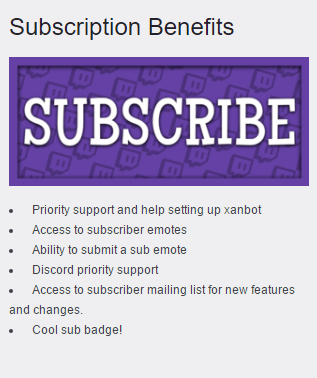 Subscription Benefits
SUBSCRIBE
• Priority support and help setting up xanbot
• Access to subscriber emotes
• Ability to submit a sub emote
• Discord priority support
• Access to subscriber mailing list for new features
and changes.
• Cool sub badge!